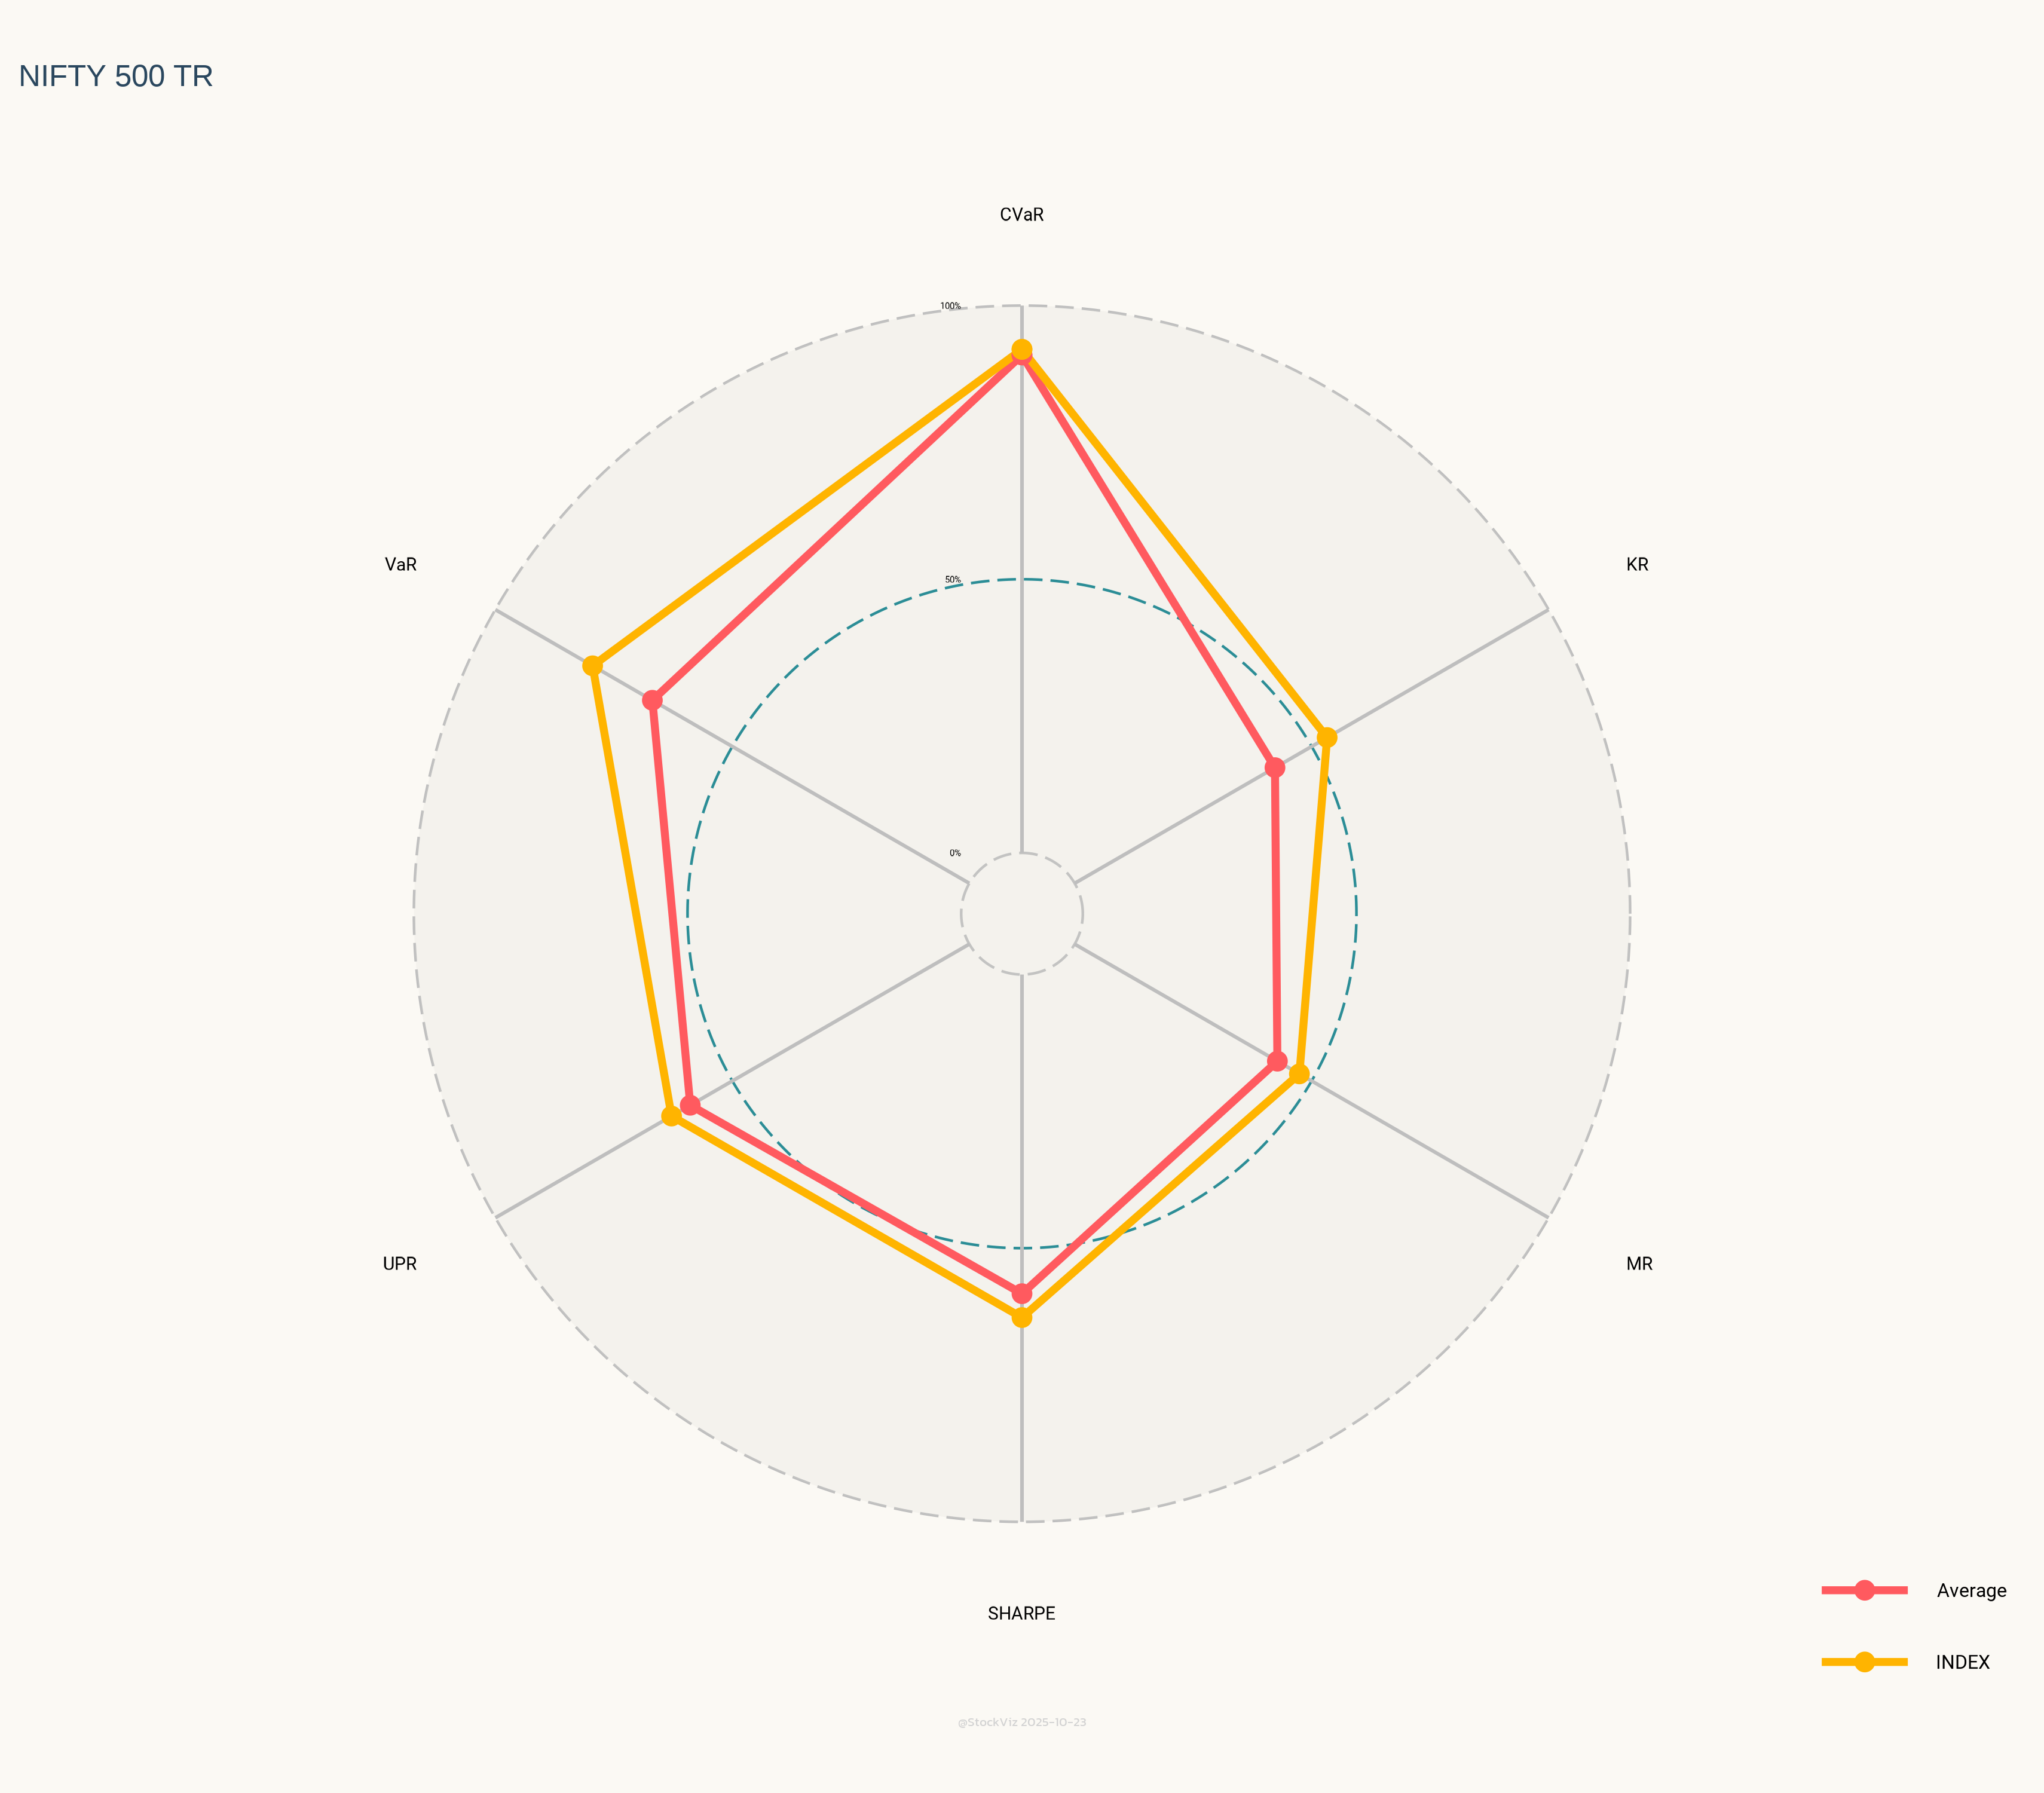 NIFTY 500 TR
CVaR
100%
VaR
KR
50%
0%
UPR
MR
SHARPE
Average
INDEX
@StockViz 2025-10-23